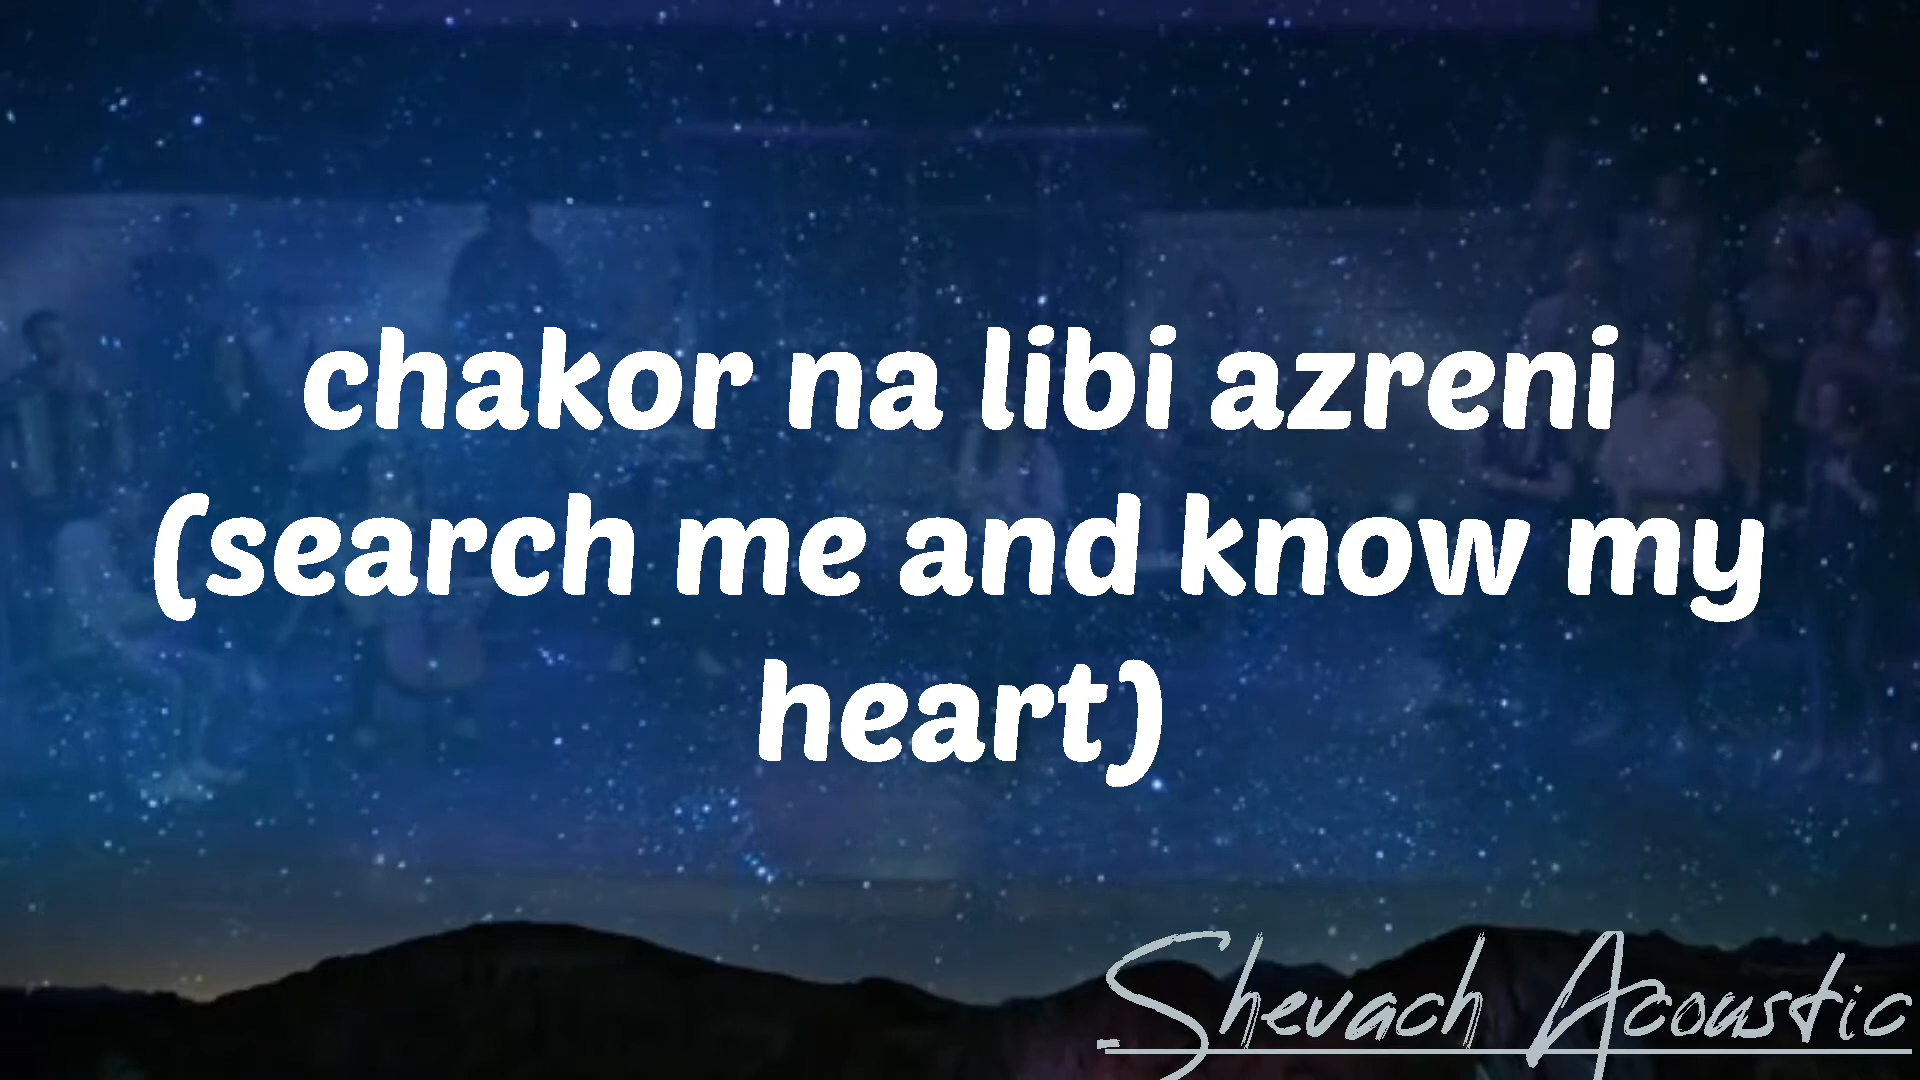 chakor na libi azreni
(search me and know my
heart)
Shevach Acoustic